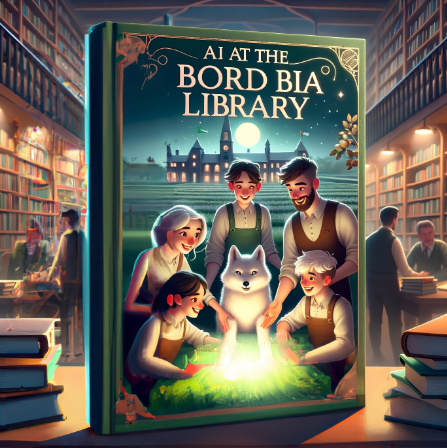 AI AT THE
BORD BIA
LIBRARY